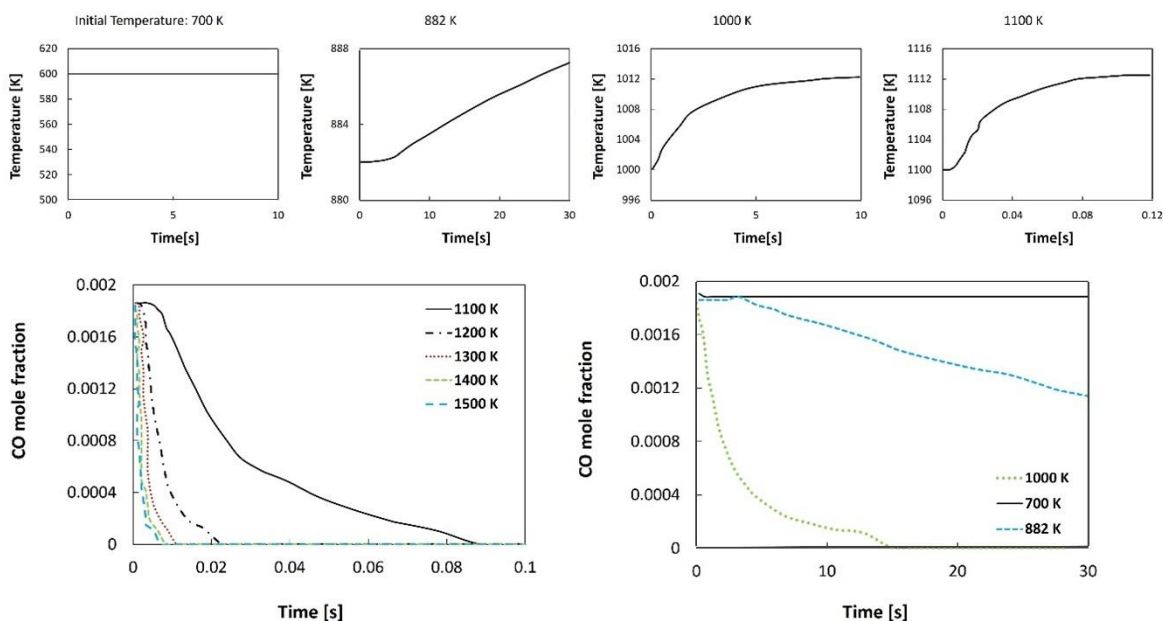 Initial Temperature: 700 K
882 K
1000 K
1100 K
Temperature [K]
620
600
580
560
540
520
500
0
5
10
Time[s]
Temperature [K]
888
884
880
0
10
20
30
Time[s]
Temperature [K]
1016
1012
1008
1004
1000
996
0
5
10
Time[s]
Temperature [K]
1116
1112
1108
1104
1100
1096
0
0.04
0.08
0.12
Time[s]
CO mole fraction
0.002
0.0016
0.0012
0.0008
0.0004
0
0
0.02
0.04
0.06
0.08
0.1
Time [s]
1100 K
1200 K
1300 K
1400 K
1500 K
CO mole fraction
0.002
0.0016
0.0012
0.0008
0.0004
0
0
10
20
30
Time [s]
1000 K
700 K
882 K